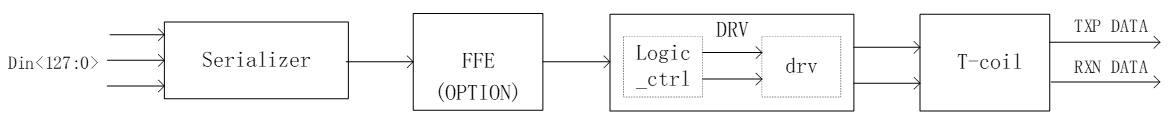 Din<127:0>
Serializer
FFE
(OPTION)
DRV
Logic
_ctrl
drv
T-coil
TXP DATA
RXN DATA